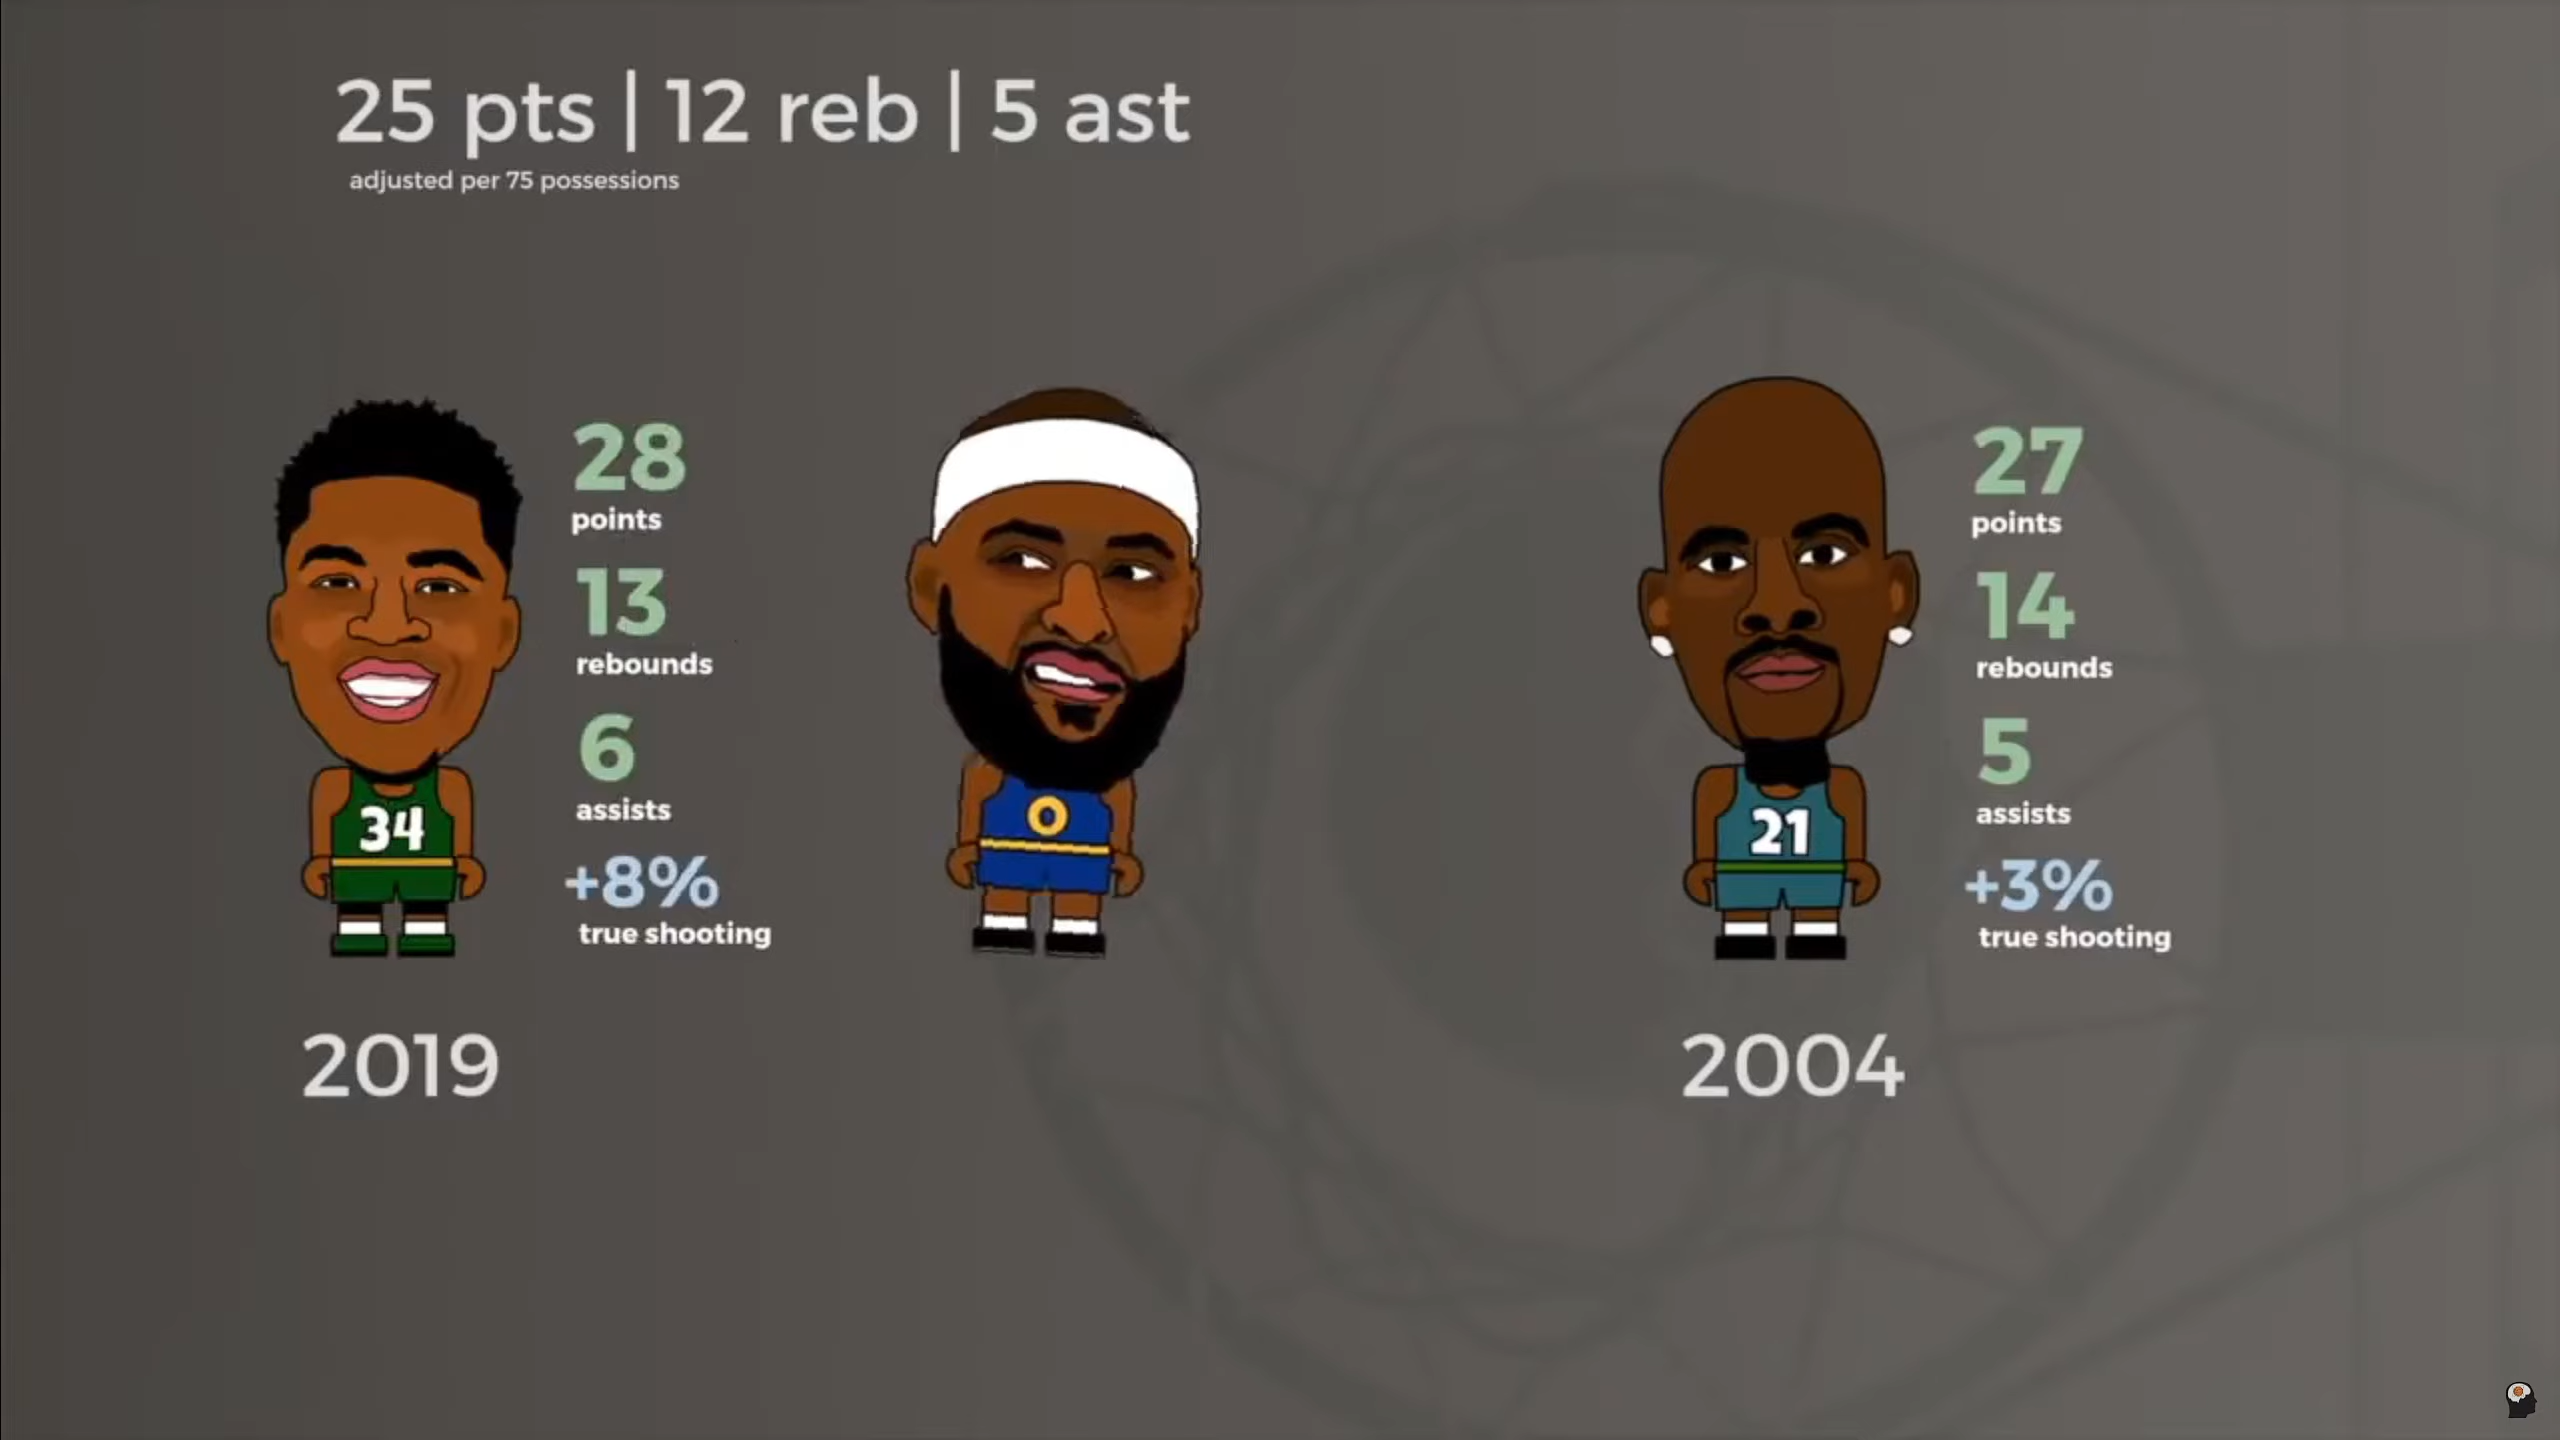 25 pts | 12 reb | 5 ast
adjusted per 75 possessions
28
points
13
rebounds
6
assists
+8%
true shooting
34
2019
0
27
points
14
rebounds
5
assists
+3%
true shooting
21
2004